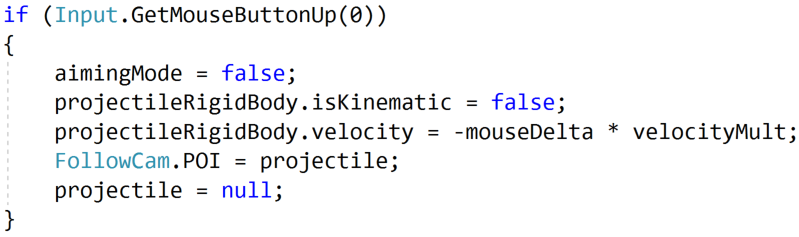 if (Input.GetMouseButtonUp(0))
{
    aimingMode = false;
    projectileRigidBody.isKinematic = false;
    projectileRigidBody.velocity = -mouseDelta * velocityMult;
    FollowCam.POI = projectile;
    projectile = null;
}